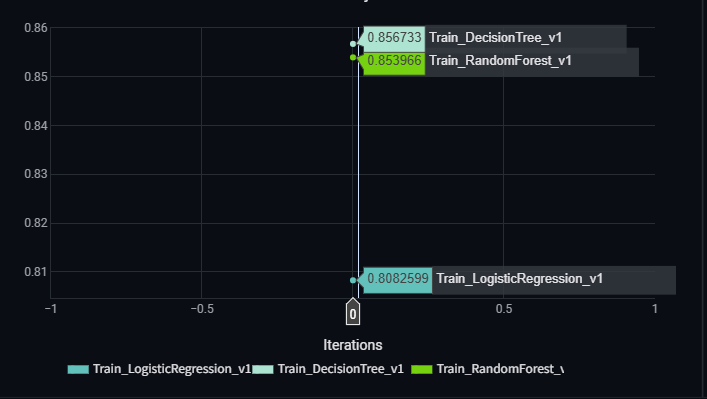 0.86
0.856733 Train_DecisionTree_v1
0.853966 Train_RandomForest_v1
0.85
0.84
0.83
0.82
0.81
0.8082599 Train_LogisticRegression_v1
−1 −0.5 0 0.5 1
Iterations
Train_LogisticRegression_v1 Train_DecisionTree_v1 Train_RandomForest_v